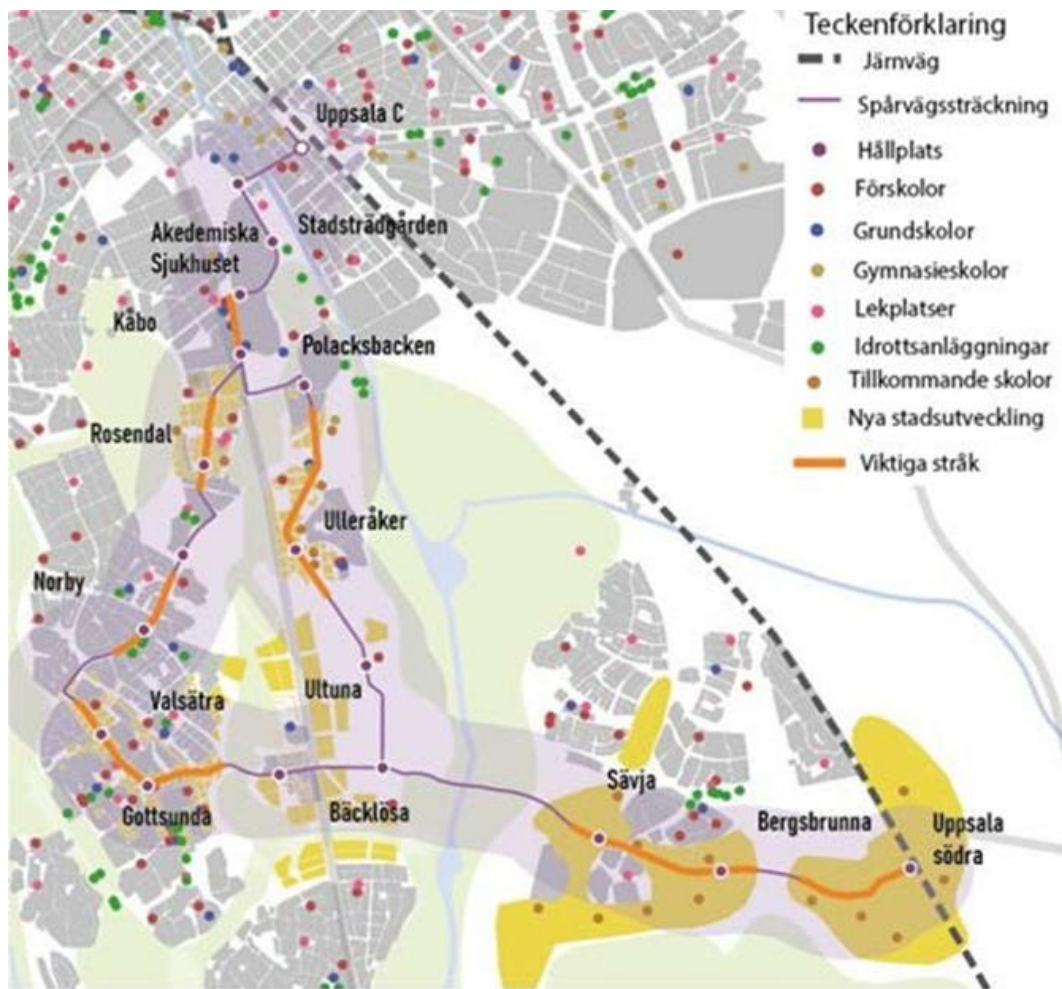 Teckenförklaring
Järnväg
Spårvägssträckning
Hållplats
Förskolor
Grundskolor
Gymnasieskolor
Lekplatser
Idrottsanläggningar
Tillkommande skolor
Nya stadsutveckling
Viktiga stråk
Uppsala C
Stadsträdgården
Akedemiska
Sjukhuset
Kåbo
Polacksbacken
Rosendal
Ulleråker
Norby
Valsätra
Ultuna
Sävja
Gottsunda
Bäcklösa
Bergsbrunna
Uppsala
södra